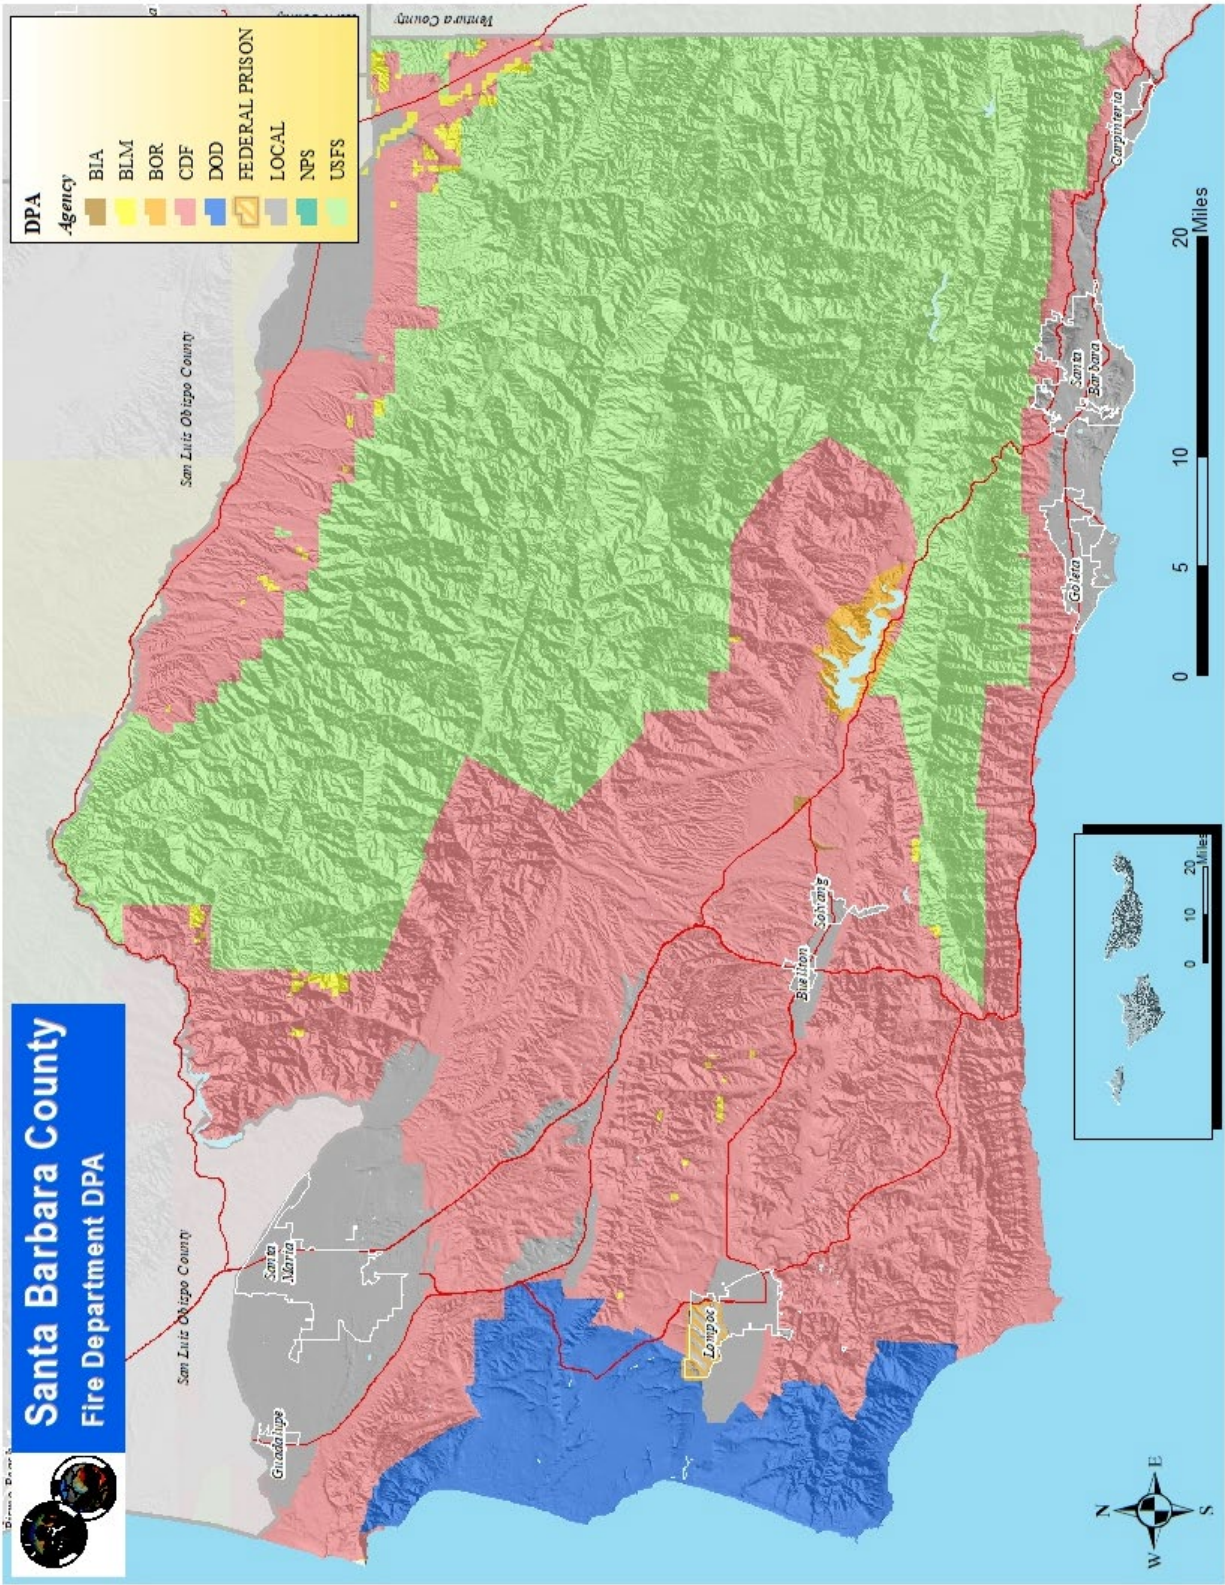 Santa Barbara County
Fire Department DPA
DPA
Agency
BIA
BLM
BOR
CDF
DOD
FEDERAL PRISON
LOCAL
NPS
USFS
San Luis Obispo County
San Luis Obispo County
Ventura County
Guadalupe
Santa
Maria
Lompoc
Buellton
Solvang
Goleta
Santa
Barbara
Carpinteria
0 5 10 20
Miles
0 10 20
Miles
N
W E
S